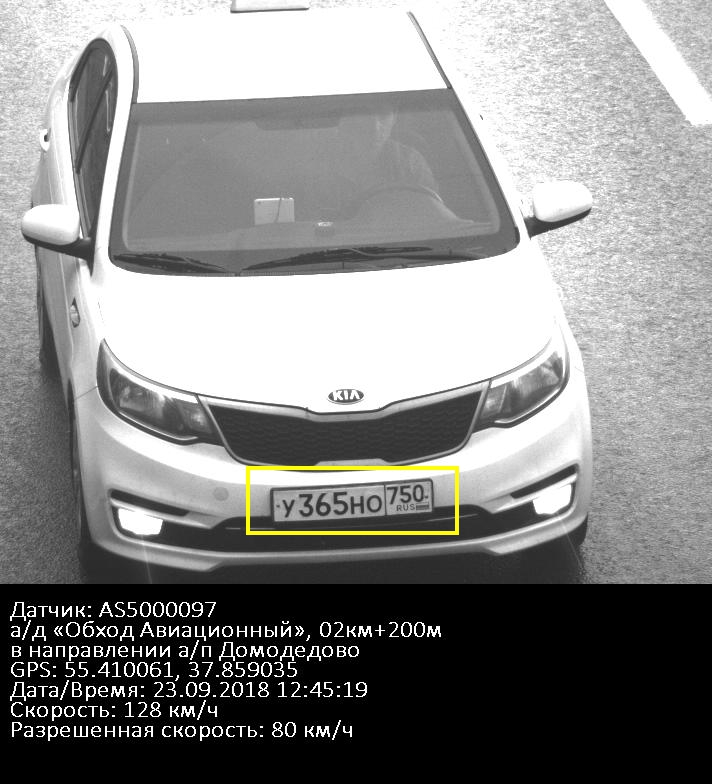 KIA
У365НО 750
RUS
Датчик: AS5000097
а/д «Обход Авиационный», 02км+200м
в направлении а/п Домодедово
GPS: 55.410061, 37.859035
Дата/Время: 23.09.2018 12:45:19
Скорость: 128 км/ч
Разрешенная скорость: 80 км/ч